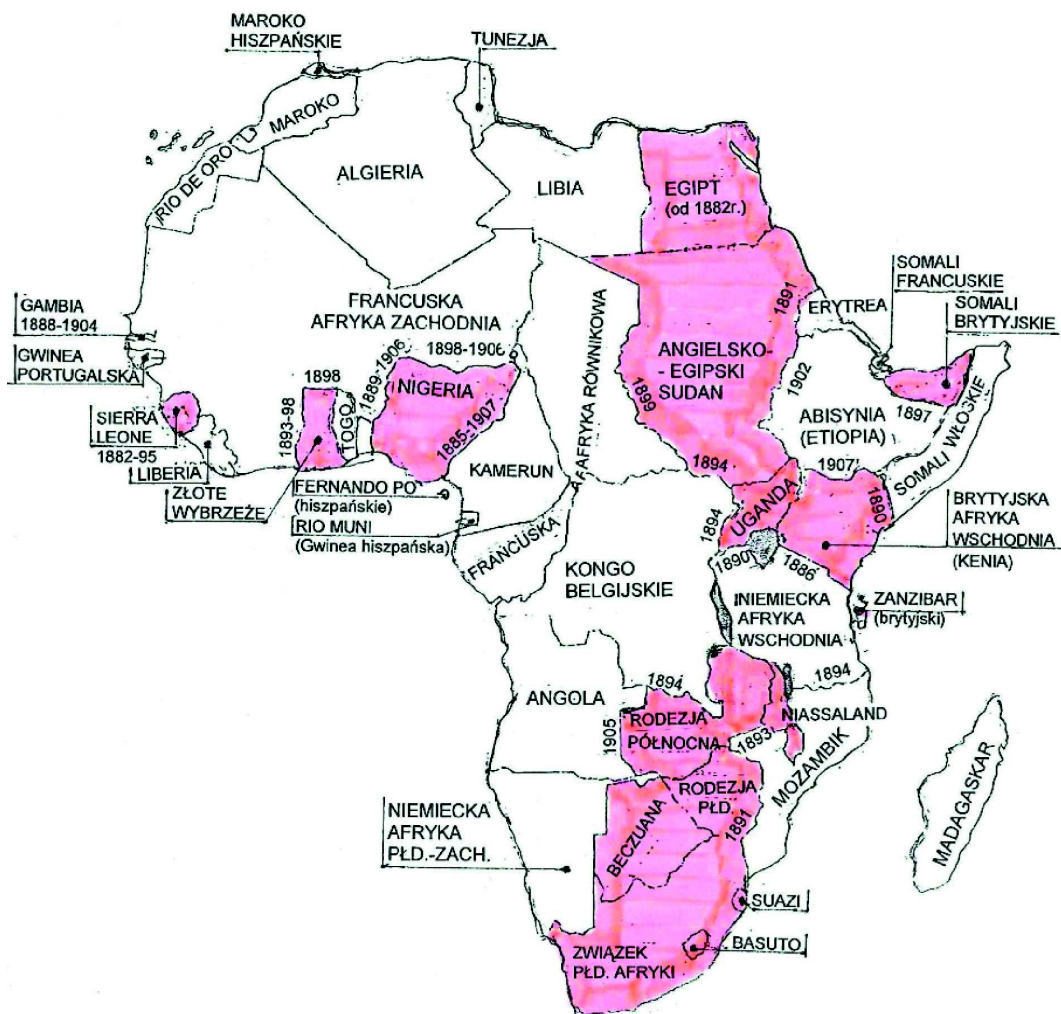 MAROKO
HISZPAŃSKIE
TUNEZJA
MAROKO
RIO DE ORO
ALGIERIA
LIBIA
EGIPT
(od 1882r.)
SOMALI
FRANCUSKIE
SOMALI
BRYTYJSKIE
GAMBIA
1888-1904
GWINEA
PORTUGALSKA
FRANCUSKA
AFRYKA ZACHODNIA
1898-1906
1889-1906
NIGERIA
1885-1907
1898
1893-98
TOGO
AFRYKA RÓWNIKOWA
ANGIELSKO-
- EGIPSKI
SUDAN
1891
1899
1902
1894
ERYTREA
1897
ABISYNIA
(ETIOPIA)
SOMALI WŁOSKIE
SIERRA
LEONE
1882-95
LIBERIA
ZŁOTE
WYBRZEŻE
FERNANDO PO
(hiszpańskie)
RIO MUNI
(Gwinea hiszpańska)
KAMERUN
FRANCUSKA
1907
UGANDA
1894
1890
1890
1886
BRYTYJSKA
AFRYKA
WSCHODNIA
(KENIA)
KONGO
BELGIJSKIE
NIEMIECKA
AFRYKA
WSCHODNIA
ZANZIBAR
(brytyjski)
1894
ANGOLA
1894
1905
RODEZJA
PÓŁNOCNA
NIASSALAND
1893
MOZAMBIK
RODEZJA
PŁD.
1891
BECZUANA
NIEMIECKA
AFRYKA
PŁD.-ZACH.
MADAGASKAR
SUAZI
BASUTO
ZWIĄZEK
PŁD. AFRYKI